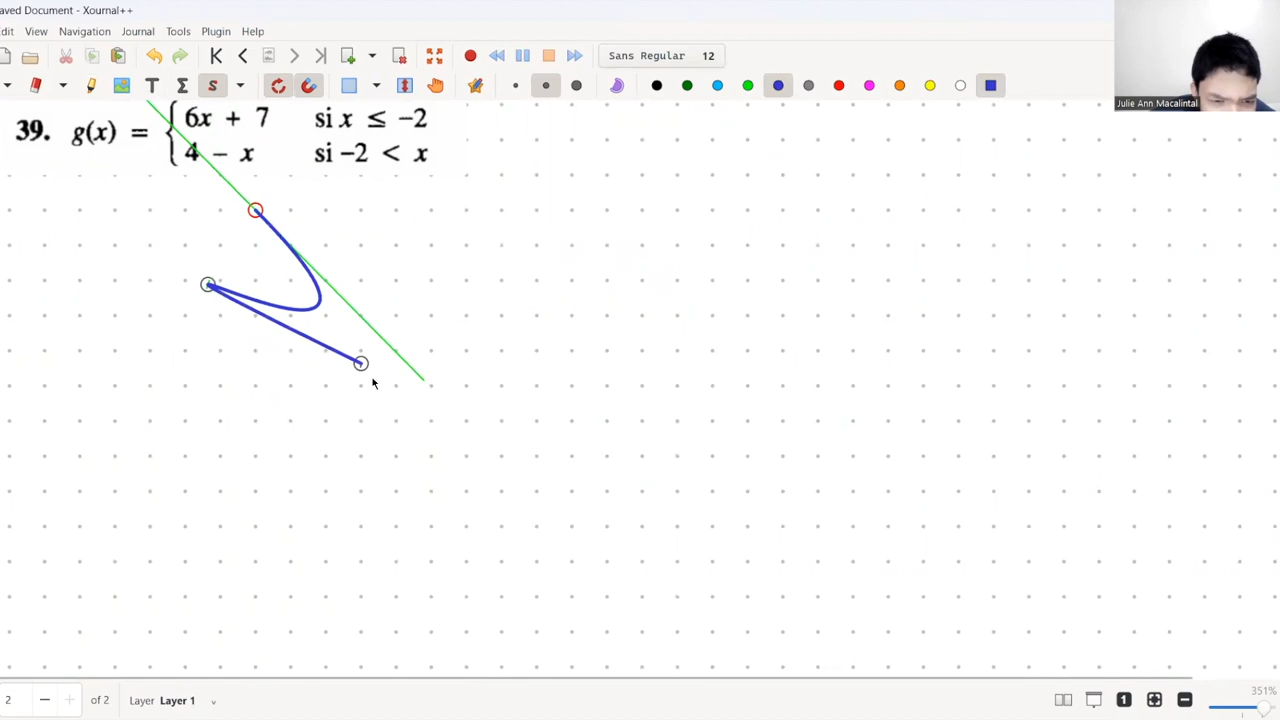 aved Document - Xournal++
dit View Navigation Journal Tools Plugin Help
Sans Regular 12
Julie Ann Macalintal
39. g(x) = { 6x + 7 si x ≤ -2
4 - x si -2 < x
2 of 2 Layer Layer 1
351%